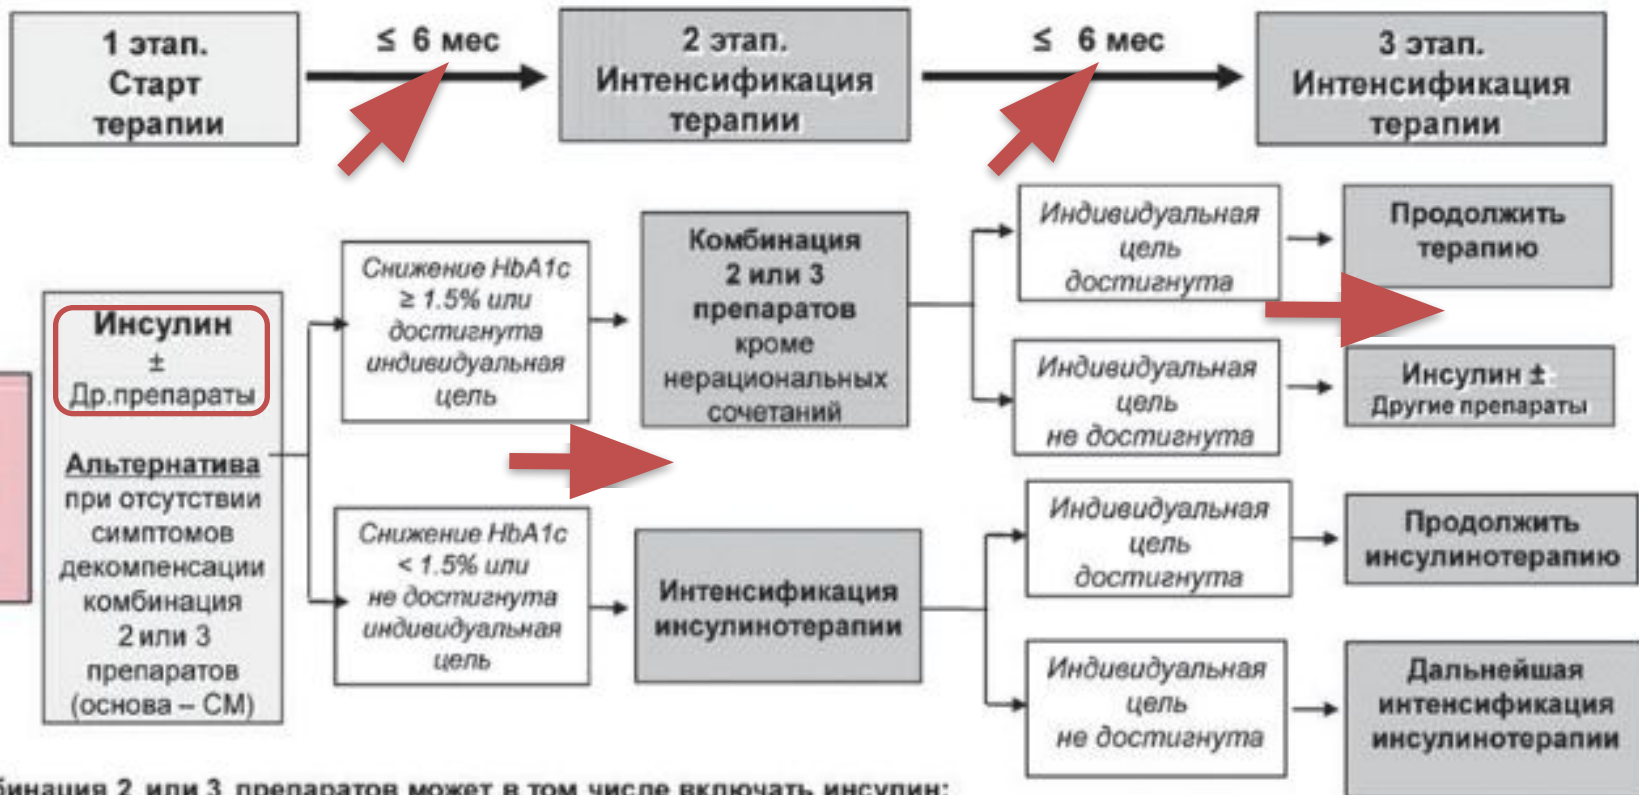 1 этап.
Старт
терапии
≤ 6 мес
2 этап.
Интенсификация
терапии
≤ 6 мес
3 этап.
Интенсификация
терапии
Инсулин
±
Др.препараты
Альтернатива
при отсутствии
симптомов
декомпенсации
комбинация
2 или 3
препаратов
(основа – СМ)
Снижение HbA1c
≥ 1.5% или
достигнута
индивидуальная
цель
Комбинация
2 или 3
препаратов
кроме
нерациональных
сочетаний
Индивидуальная
цель
достигнута
Продолжить
терапию
Индивидуальная
цель
не достигнута
Инсулин ±
Другие препараты
Снижение HbA1c
< 1.5% или
не достигнута
индивидуальная
цель
Интенсификация
инсулинотерапии
Индивидуальная
цель
достигнута
Продолжить
инсулинотерапию
Индивидуальная
цель
не достигнута
Дальнейшая
интенсификация
инсулинотерапии
бинация 2 или 3 препаратов может в том числе включать инсулин;